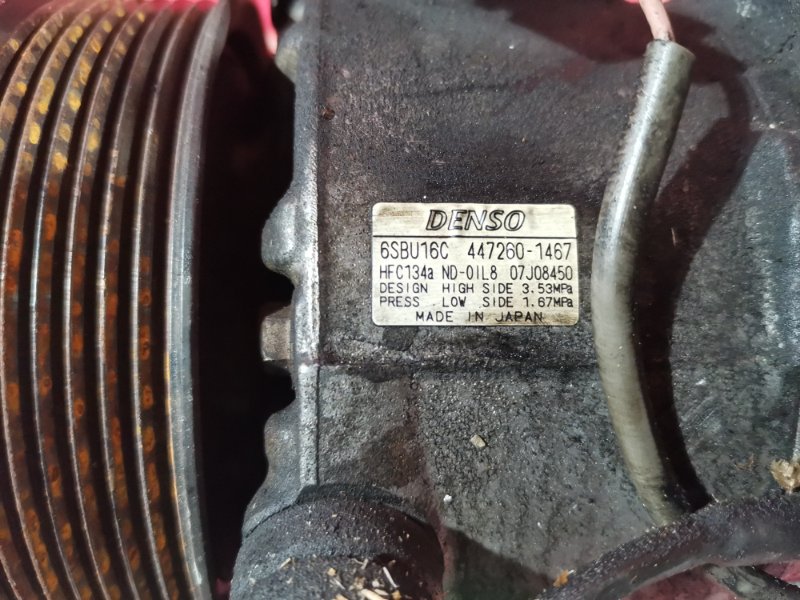 DENSO
6SBU16C 447260-1467
HFC134a ND-OIL8 07J08450
DESIGN HIGH SIDE 3.53MPa
PRESS. LOW SIDE 1.67MPa
MADE IN JAPAN